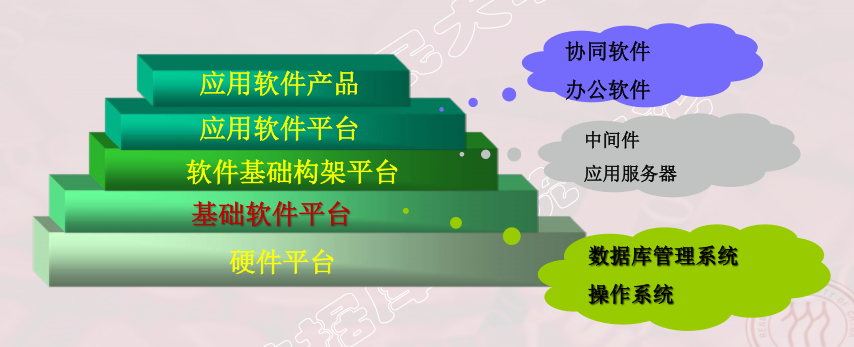 应用软件产品
应用软件平台
软件基础构架平台
基础软件平台
硬件平台
协同软件
办公软件
中间件
应用服务器
数据库管理系统
操作系统